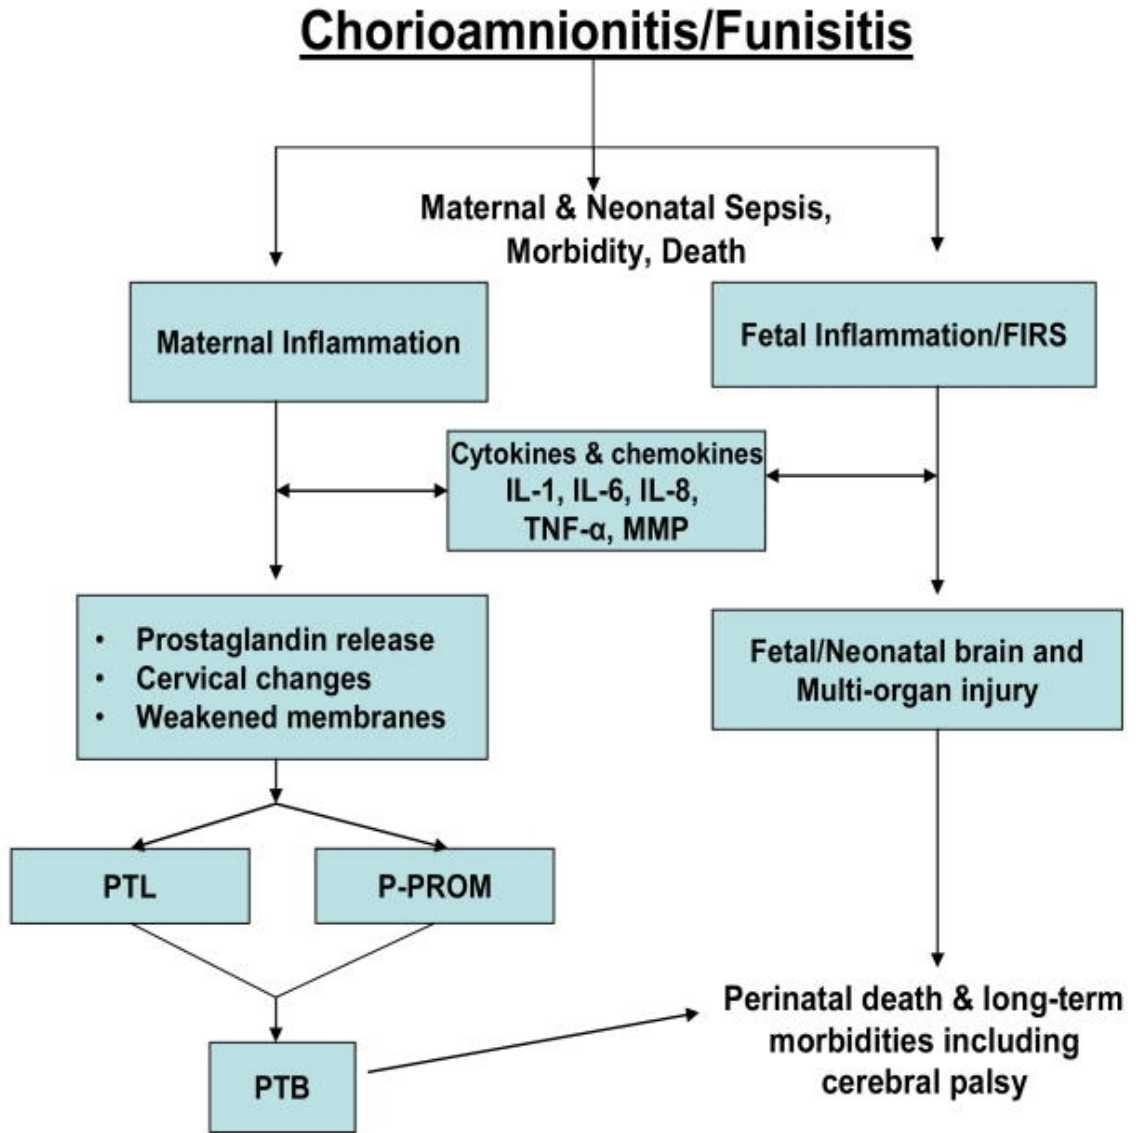 Chorioamnionitis/Funisitis
Maternal & Neonatal Sepsis,
Morbidity, Death
Maternal Inflammation
Fetal Inflammation/FIRS
Cytokines & chemokines
IL-1, IL-6, IL-8,
TNF-α, MMP
• Prostaglandin release
• Cervical changes
• Weakened membranes
Fetal/Neonatal brain and
Multi-organ injury
PTL
P-PROM
PTB
Perinatal death & long-term
morbidities including
cerebral palsy